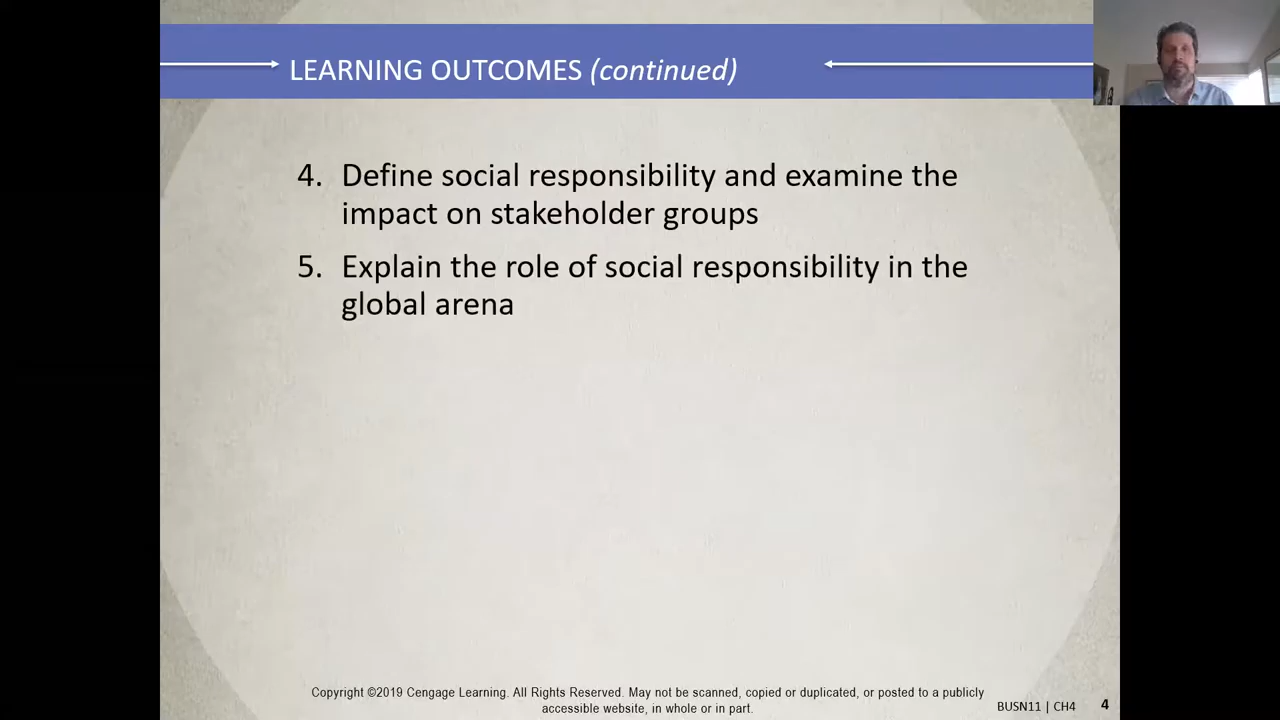 LEARNING OUTCOMES (continued)
4. Define social responsibility and examine the
impact on stakeholder groups
5. Explain the role of social responsibility in the
global arena
Copyright ©2019 Cengage Learning. All Rights Reserved. May not be scanned, copied or duplicated, or posted to a publicly
accessible website, in whole or in part.
BUSN11 | CH4 4